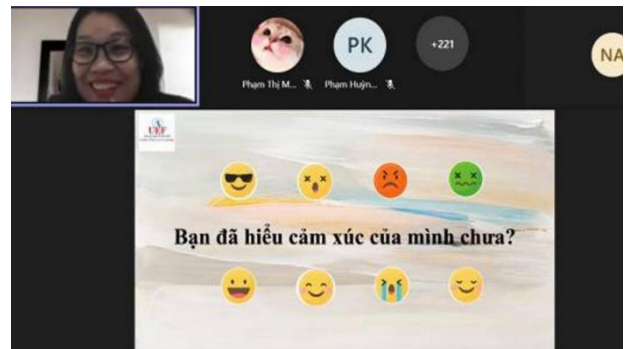 PK
+221
NA
Phạm Thị M...
Phạm Huỳn...
UEF
Bạn đã hiểu cảm xúc của mình chưa?